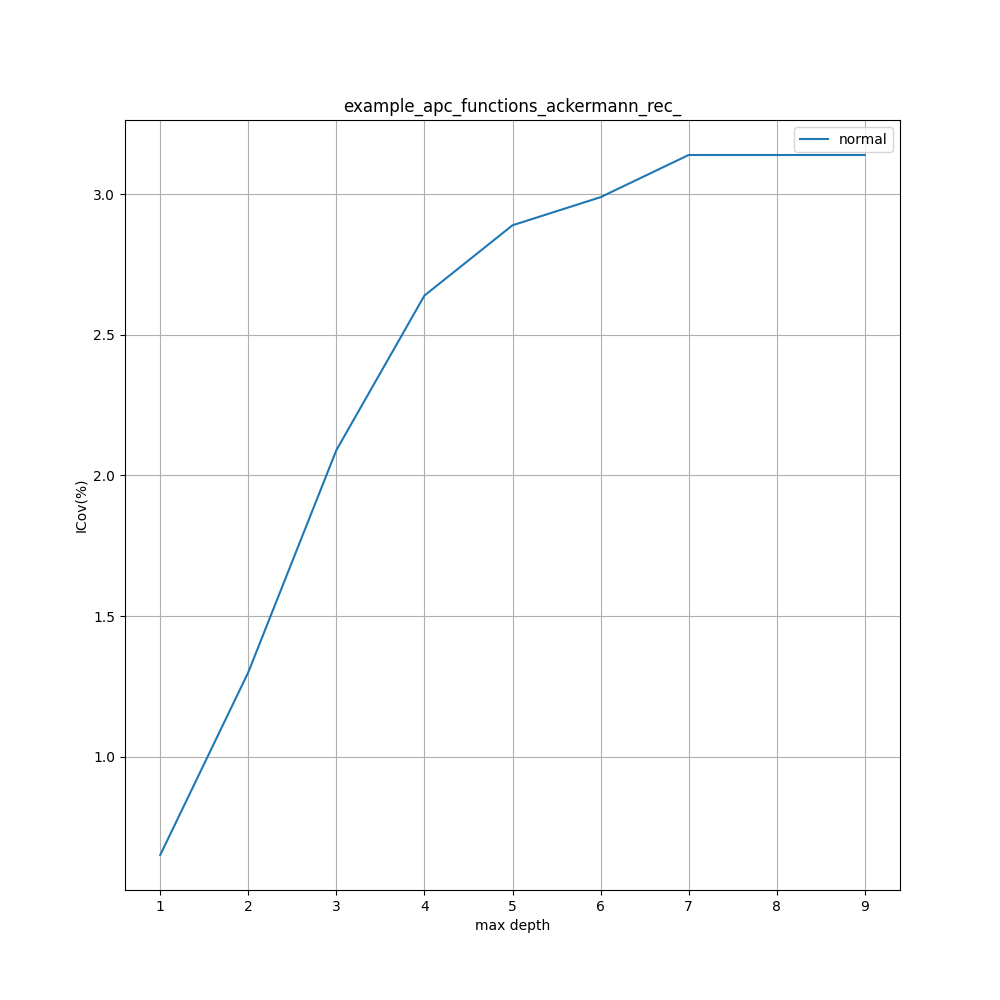 example_apc_functions_ackermann_rec_
normal
3.0
2.5
2.0
1.5
1.0
ICov(%)
1 2 3 4 5 6 7 8 9
max depth